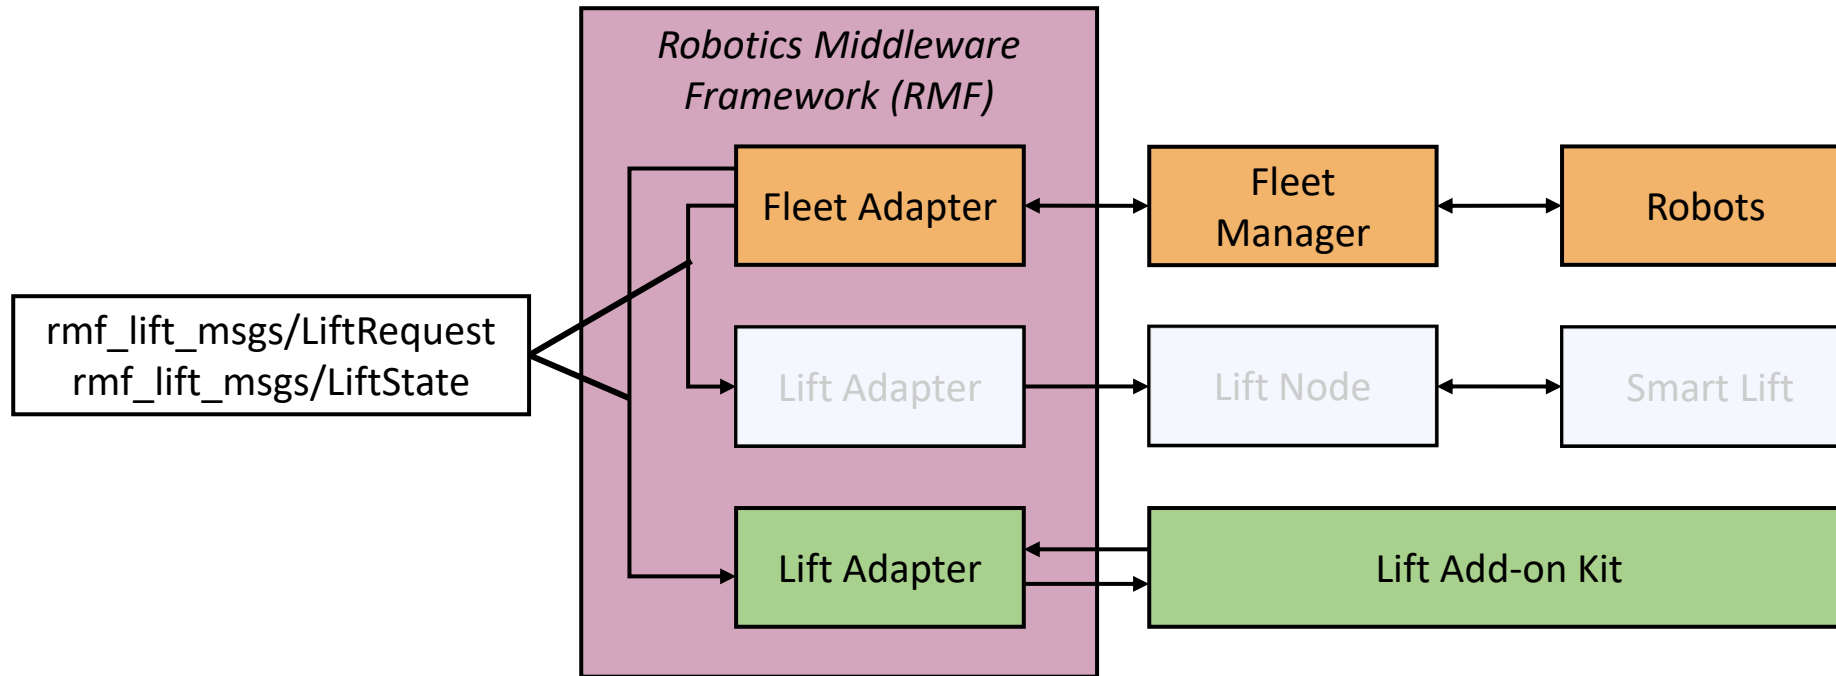 Robotics Middleware
Framework (RMF)
Fleet Adapter
Fleet
Manager
Robots
rmf_lift_msgs/LiftRequest
rmf_lift_msgs/LiftState
Lift Adapter
Lift Node
Smart Lift
Lift Adapter
Lift Add-on Kit